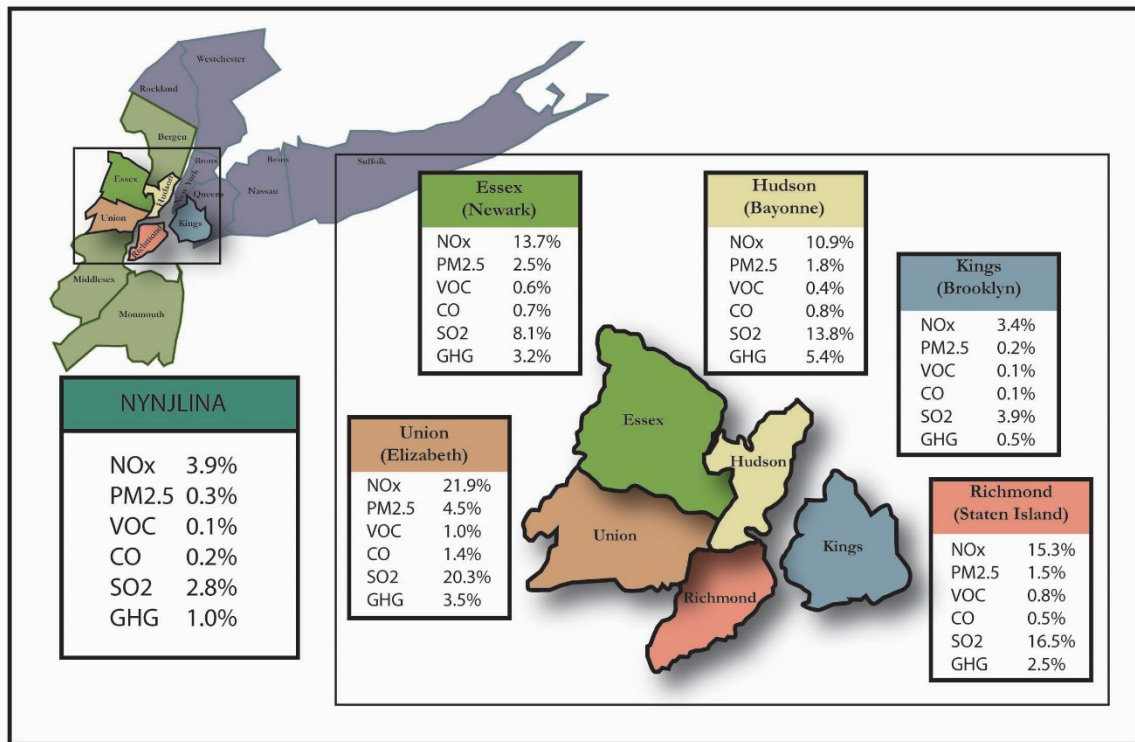 Westchester
Rockland
Bergen
Bronx
Bronx
Suffolk
Essex
Hudson
New York
Queens
Nassau
Union
Kings
Richmond
Middlesex
Monmouth
NYNJLINA
NOx 3.9%
PM2.5 0.3%
VOC 0.1%
CO 0.2%
SO2 2.8%
GHG 1.0%
Essex
(Newark)
NOx 13.7%
PM2.5 2.5%
VOC 0.6%
CO 0.7%
SO2 8.1%
GHG 3.2%
Hudson
(Bayonne)
NOx 10.9%
PM2.5 1.8%
VOC 0.4%
CO 0.8%
SO2 13.8%
GHG 5.4%
Kings
(Brooklyn)
NOx 3.4%
PM2.5 0.2%
VOC 0.1%
CO 0.1%
SO2 3.9%
GHG 0.5%
Union
(Elizabeth)
NOx 21.9%
PM2.5 4.5%
VOC 1.0%
CO 1.4%
SO2 20.3%
GHG 3.5%
Richmond
(Staten Island)
NOx 15.3%
PM2.5 1.5%
VOC 0.8%
CO 0.5%
SO2 16.5%
GHG 2.5%
Essex
Hudson
Union
Kings
Richmond